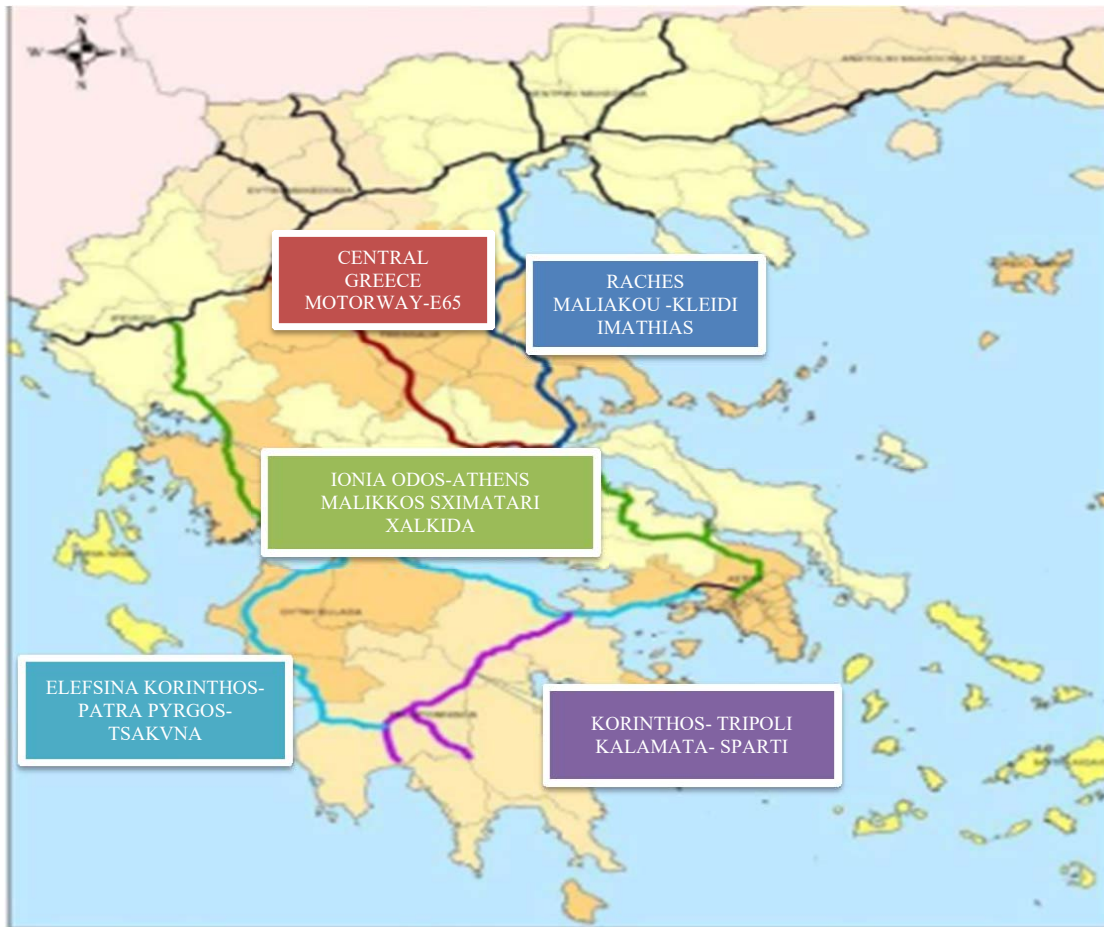 N
W
E
CENTRAL
GREECE
MOTORWAY-E65
RACHES
MALIAKOU -KLEIDI
IMATHIAS
IONIA ODOS-ATHENS
MALIKKOS SXIMATARI
XALKIDA
ELEFSINA KORINTHOS-
PATRA PYRGOS-
TSAKVNA
KORINTHOS- TRIPOLI
KALAMATA- SPARTI